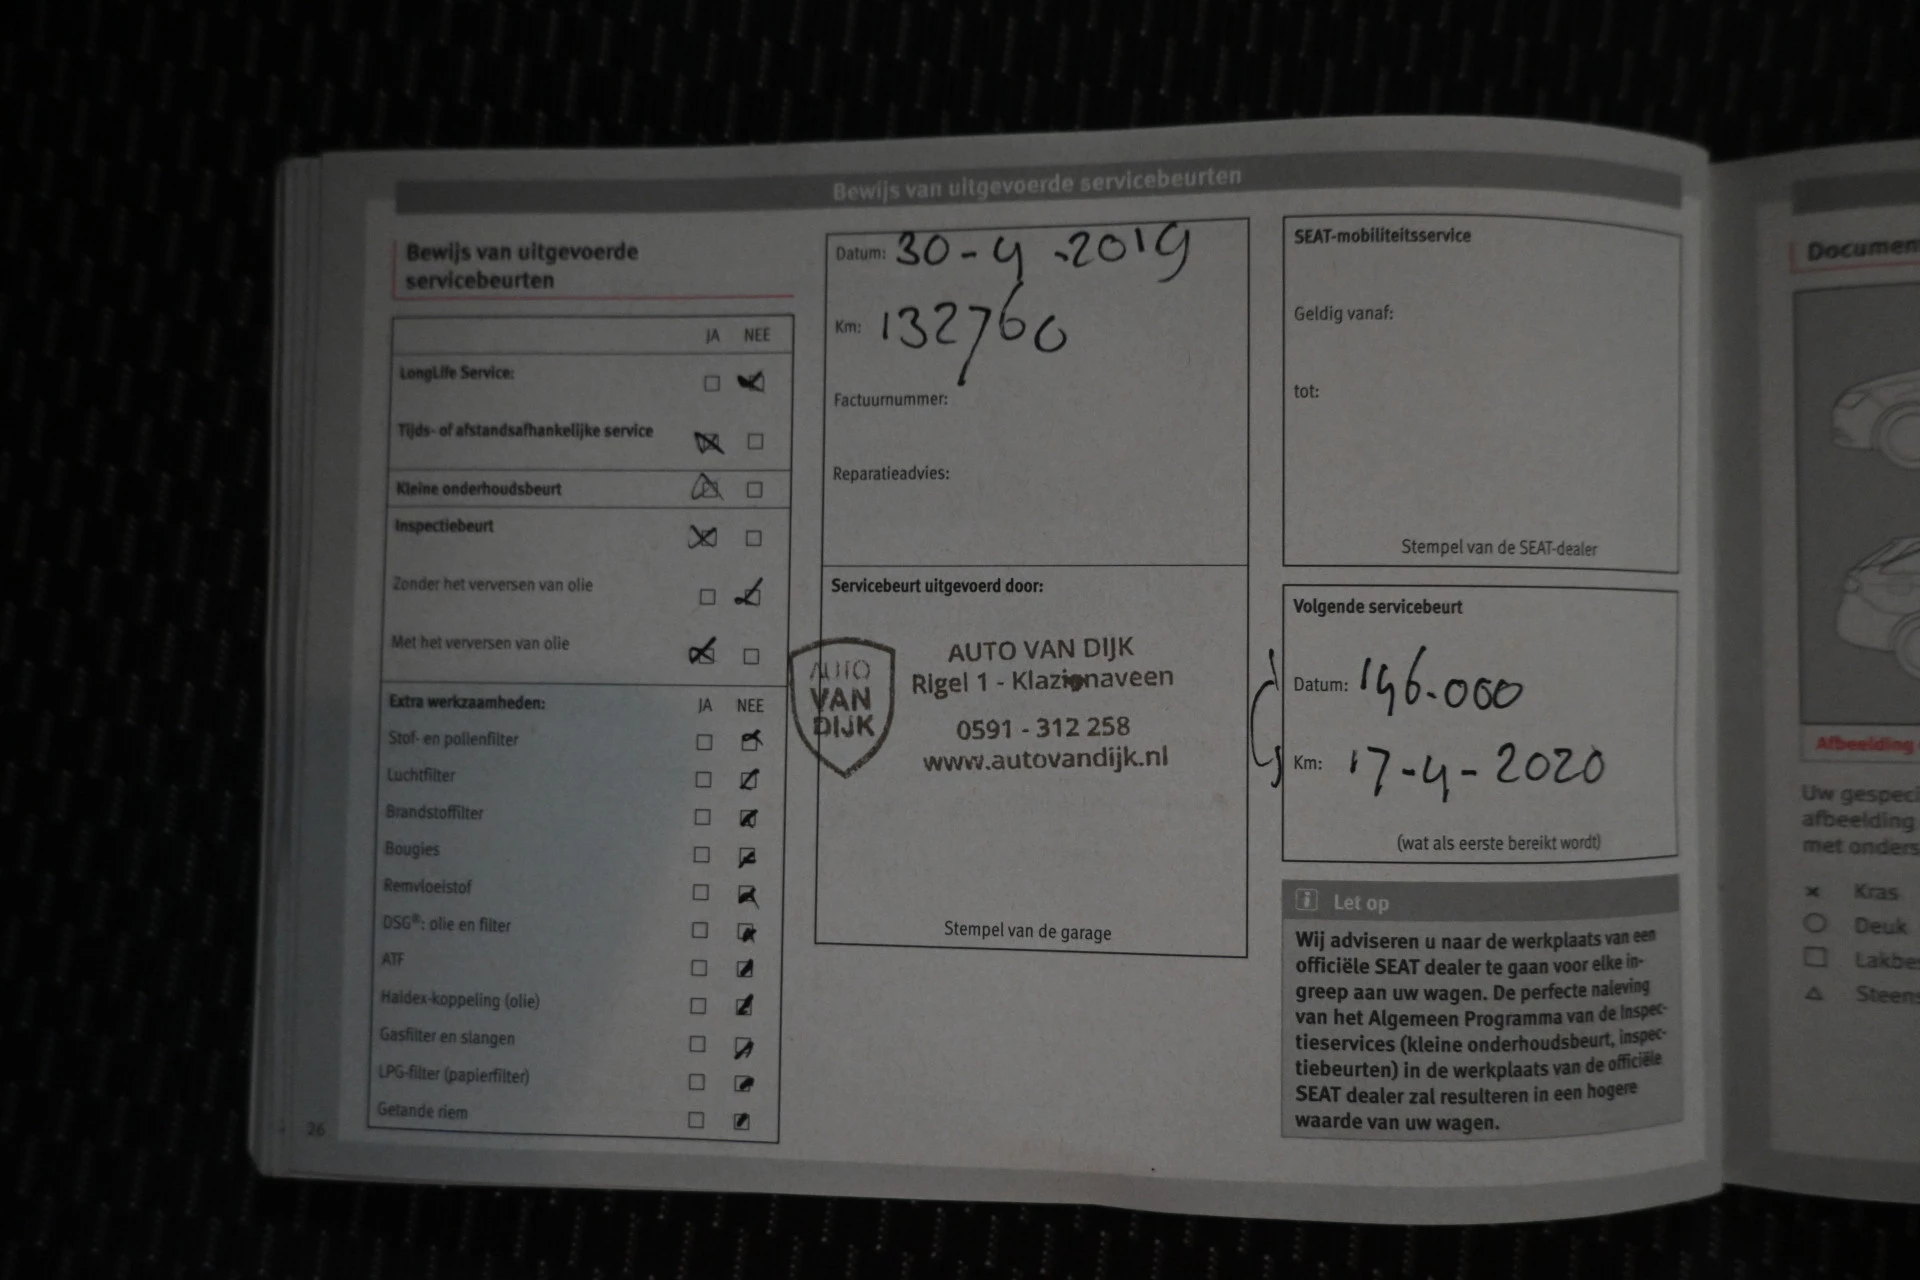 Bewijs van uitgevoerde servicebeurten
Bewijs van uitgevoerde
servicebeurten
JA NEE
LongLife Service:
Tijds- of afstandsafhankelijke service
Kleine onderhoudsbeurt
Inspectiebeurt
Zonder het verversen van olie
Met het verversen van olie
Extra werkzaamheden: JA NEE
Stof- en pollenfilter
Luchtfilter
Brandstoffilter
Bougies
Remvloeistof
DSG®: olie en filter
ATF
Haldex-koppeling (olie)
Gasfilter en slangen
LPG-filter (papierfilter)
Getande riem
26
Datum: 30-4-2019
Km: 132760
Factuurnummer:
Reparatieadvies:
Servicebeurt uitgevoerd door:
AUTO
VAN
DIJK
AUTO VAN DIJK
Rigel 1 - Klazienaveen
0591 - 312 258
www.autovandijk.nl
Stempel van de garage
SEAT-mobiliteitsservice
Geldig vanaf:
tot:
Stempel van de SEAT-dealer
Volgende servicebeurt
Datum: 146.000
Km: 17-4-2020
(wat als eerste bereikt wordt)
i Let op
Wij adviseren u naar de werkplaats van een
officiële SEAT dealer te gaan voor elke in-
greep aan uw wagen. De perfecte naleving
van het Algemeen Programma van de Inspec-
tieservices (kleine onderhoudsbeurt, inspec-
tiebeurten) in de werkplaats van de officiële
SEAT dealer zal resulteren in een hogere
waarde van uw wagen.
Afbeelding
Uw
afbeelding
met
Kras
Deuk